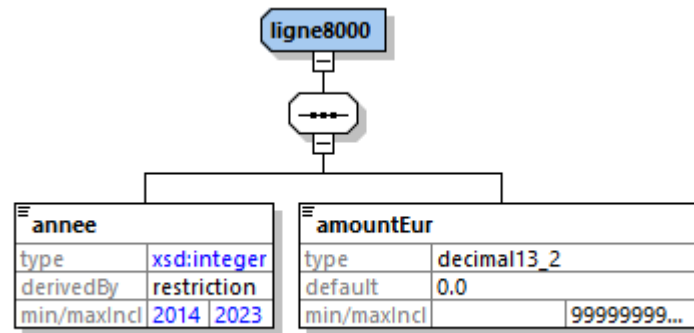 ligne8000
annee
type xsd:integer
derivedBy restriction
min/maxIncl 2014 2023
amountEur
type decimal13_2
default 0.0
min/maxIncl 99999999...